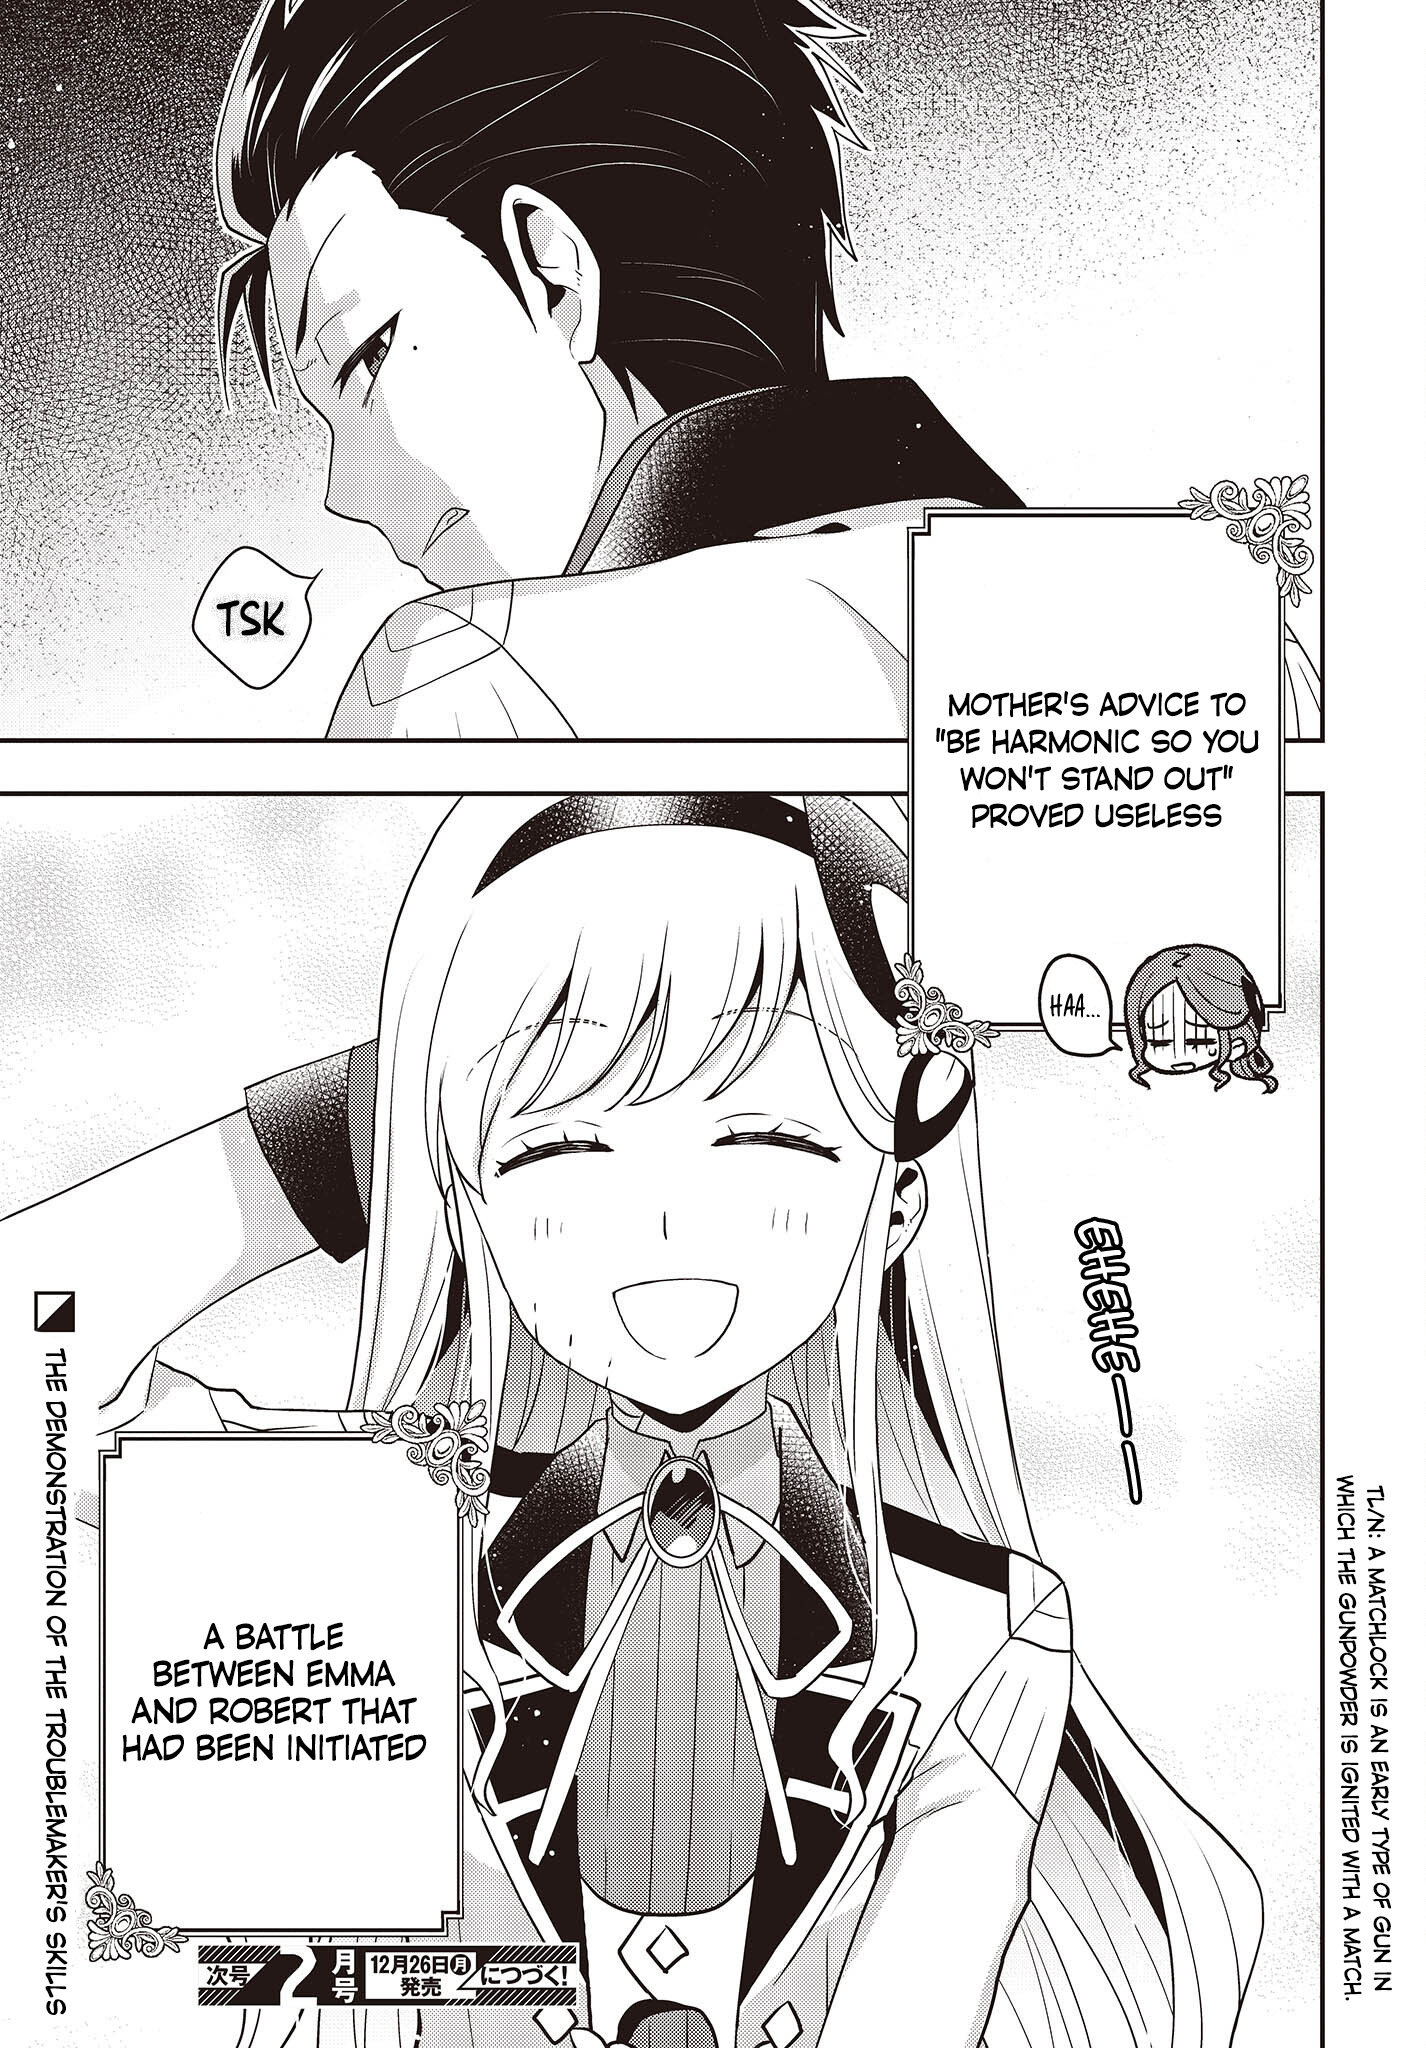 TSK
MOTHER'S ADVICE TO
"BE HARMONIC SO YOU
WON'T STAND OUT"
PROVED USELESS
HAA...
EHEHE———
A BATTLE
BETWEEN EMMA
AND ROBERT THAT
HAD BEEN INITIATED
THE DEMONSTRATION OF THE TROUBLEMAKER'S SKILLS
TL/N: A MATCHLOCK IS AN EARLY TYPE OF GUN IN
WHICH THE GUNPOWDER IS IGNITED WITH A MATCH.
次号 2月号 12月26日(月)発売 につづく!